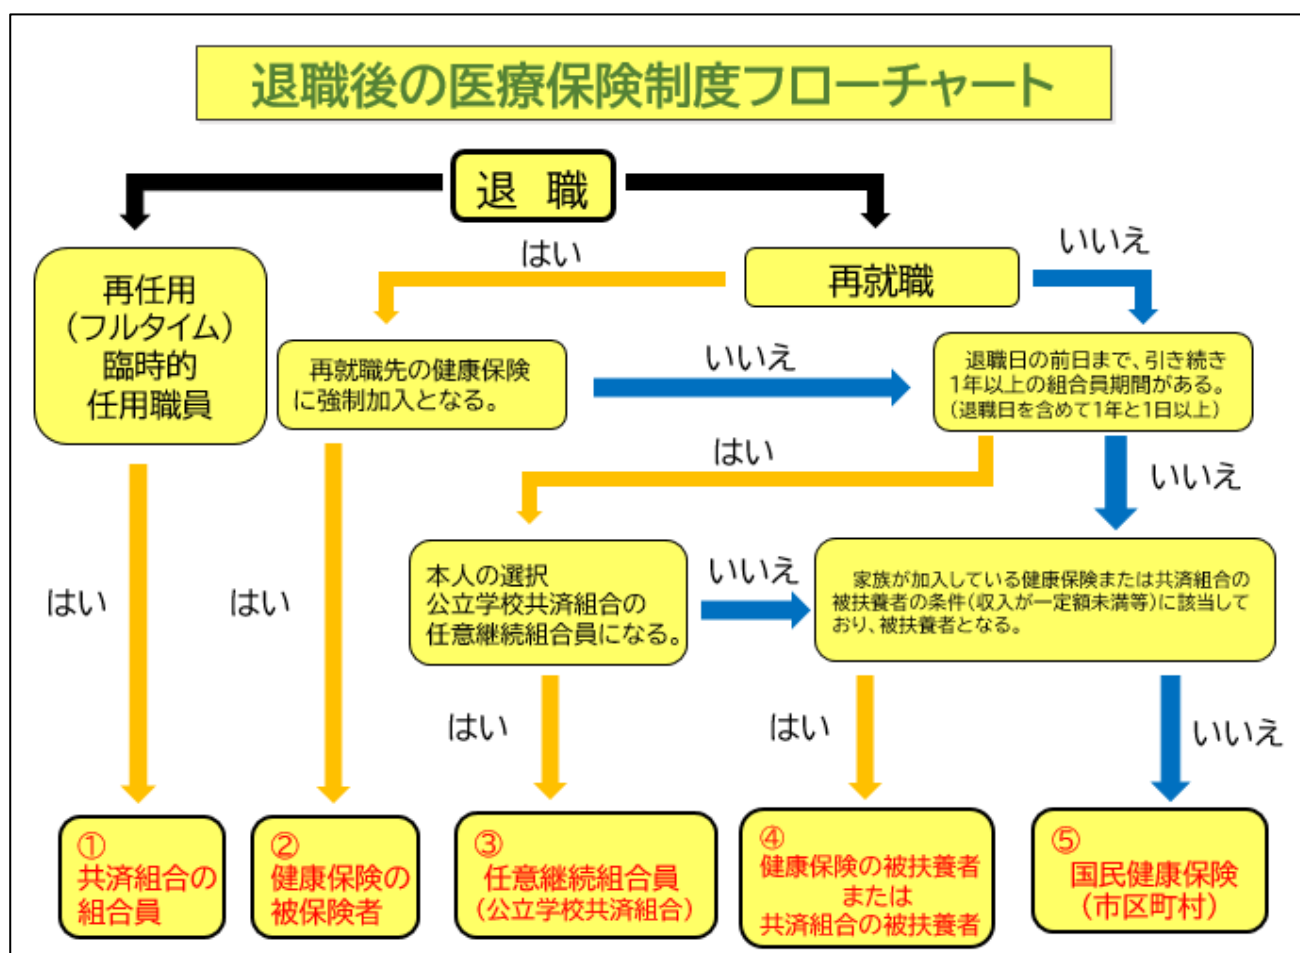 退職後の医療保険制度フローチャート
退 職
はい
いいえ
再就職
再任用
(フルタイム)
臨時的
任用職員
再就職先の健康保険
に強制加入となる。
いいえ
退職日の前日まで、引き続き
1年以上の組合員期間がある。
(退職日を含めて1年と1日以上)
はい
いいえ
本人の選択
公立学校共済組合の
任意継続組合員になる。
いいえ
家族が加入している健康保険または共済組合の
被扶養者の条件(収入が一定額未満等)に該当して
おり、被扶養者となる。
はい
はい
はい
はい
いいえ
①
共済組合の
組合員
②
健康保険の
被保険者
③
任意継続組合員
(公立学校共済組合)
④
健康保険の被扶養者
または
共済組合の被扶養者
⑤
国民健康保険
(市区町村)